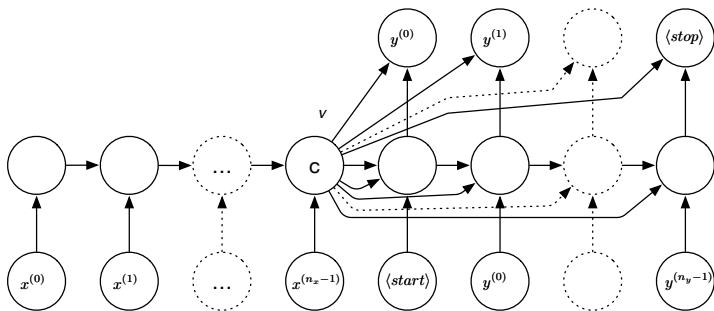 y^{(0)} y^{(1)} ⟨stop⟩
V
... C
x^{(0)} x^{(1)} ... x^{(n_x-1)} ⟨start⟩ y^{(0)} y^{(n_y-1)}